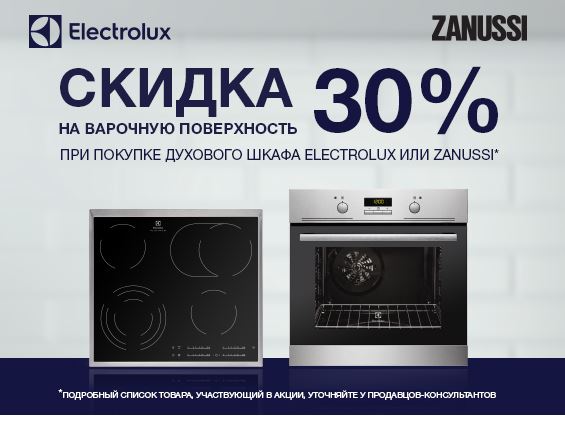 Electrolux
ZANUSSI
СКИДКА 30%
НА ВАРОЧНУЮ ПОВЕРХНОСТЬ
ПРИ ПОКУПКЕ ДУХОВОГО ШКАФА ELECTROLUX ИЛИ ZANUSSI*
*ПОДРОБНЫЙ СПИСОК ТОВАРА, УЧАСТВУЮЩИЙ В АКЦИИ, УТОЧНЯЙТЕ У ПРОДАВЦОВ-КОНСУЛЬТАНТОВ